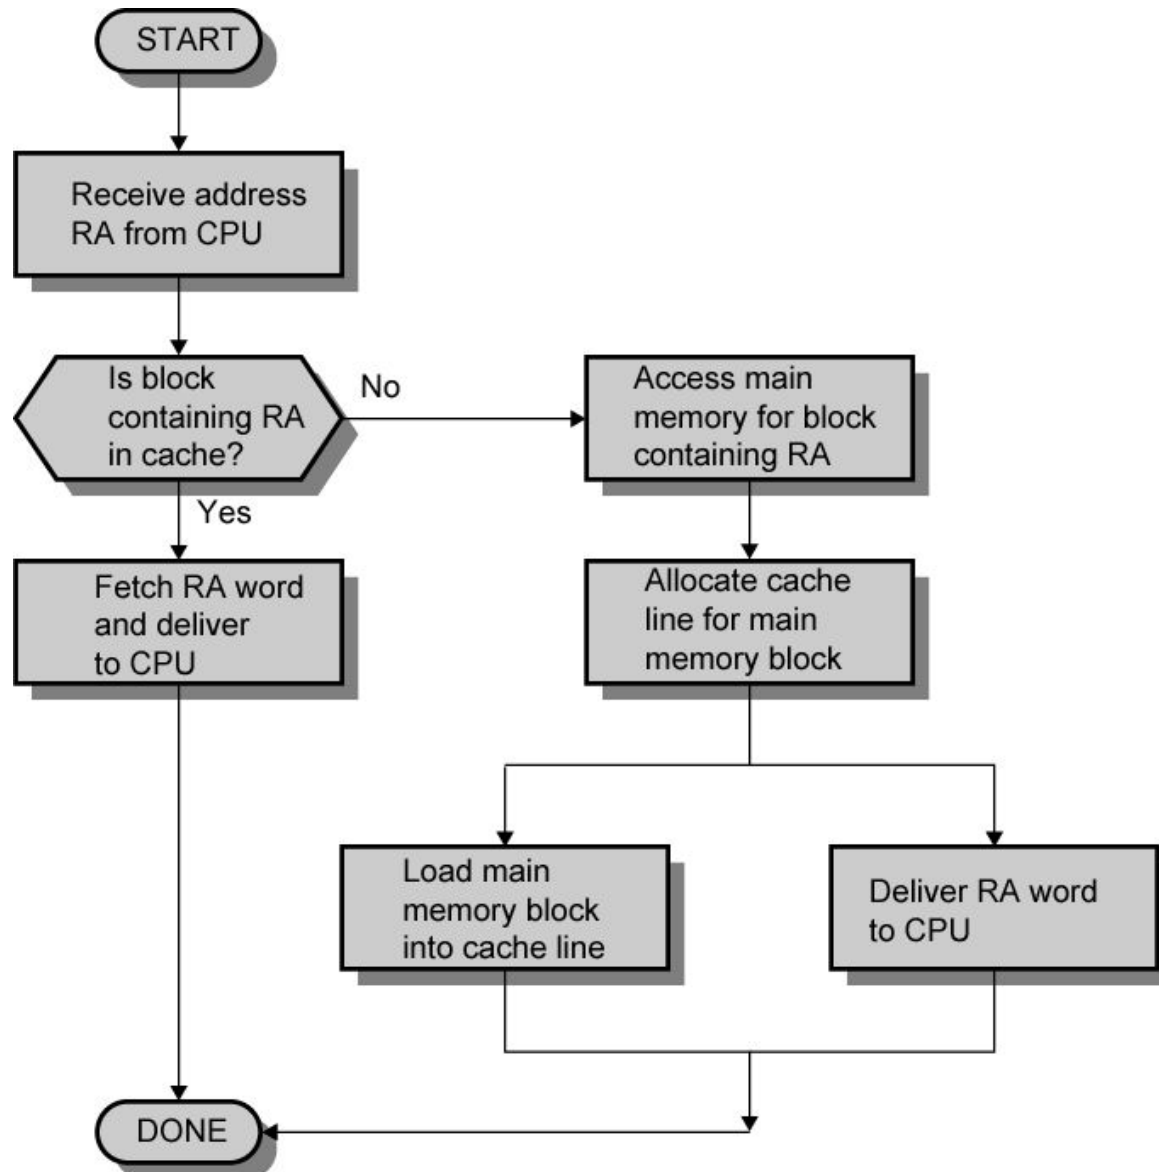 START
Receive address
RA from CPU
Is block
containing RA
in cache?
No
Access main
memory for block
containing RA
Yes
Fetch RA word
and deliver
to CPU
Allocate cache
line for main
memory block
Load main
memory block
into cache line
Deliver RA word
to CPU
DONE